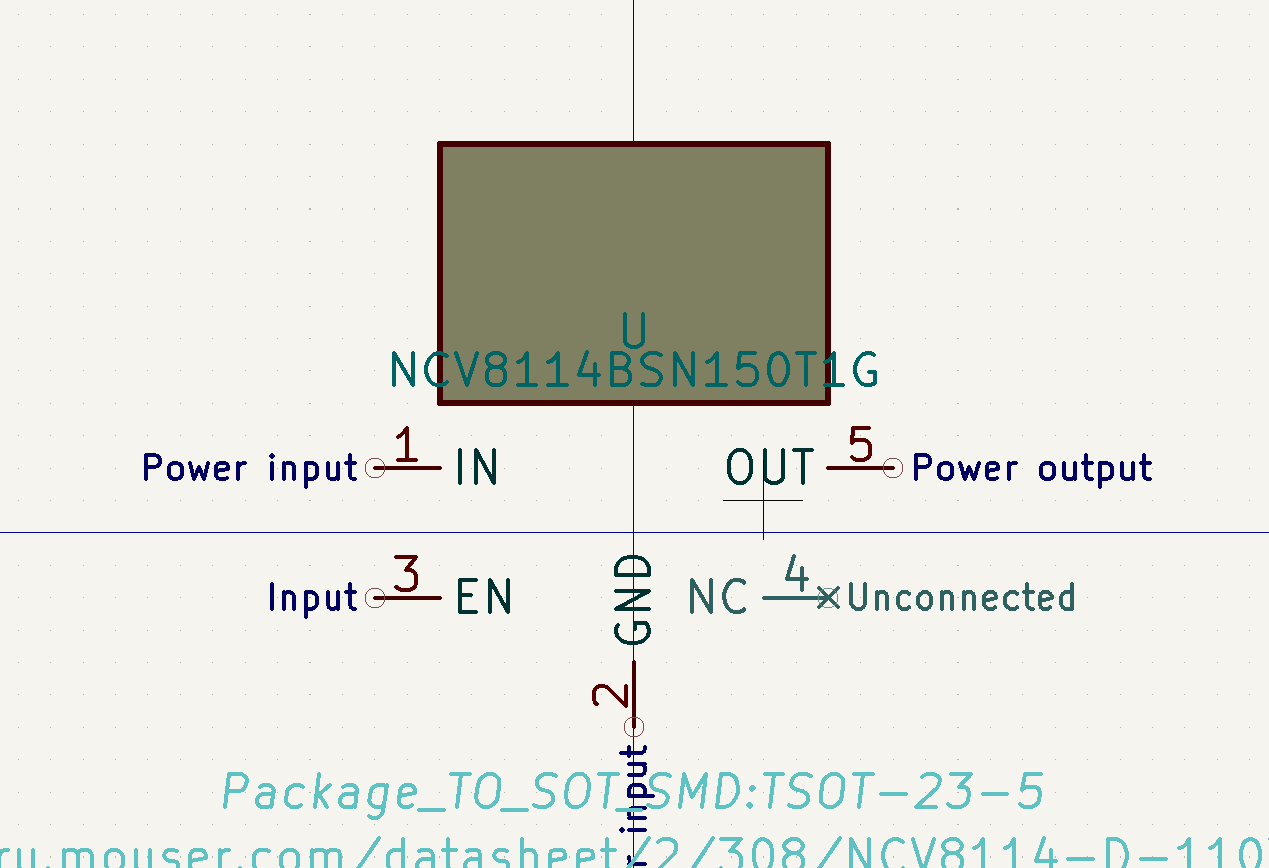 U
NCV8114BSN150T1G
Power input 1 IN OUT 5 Power output
Input 3 EN NC 4 Unconnected
GND
2
input
Package_TO_SOT_SMD:TSOT-23-5
ru.mouser.com/datasheet/2/308/NCV8114-D-110